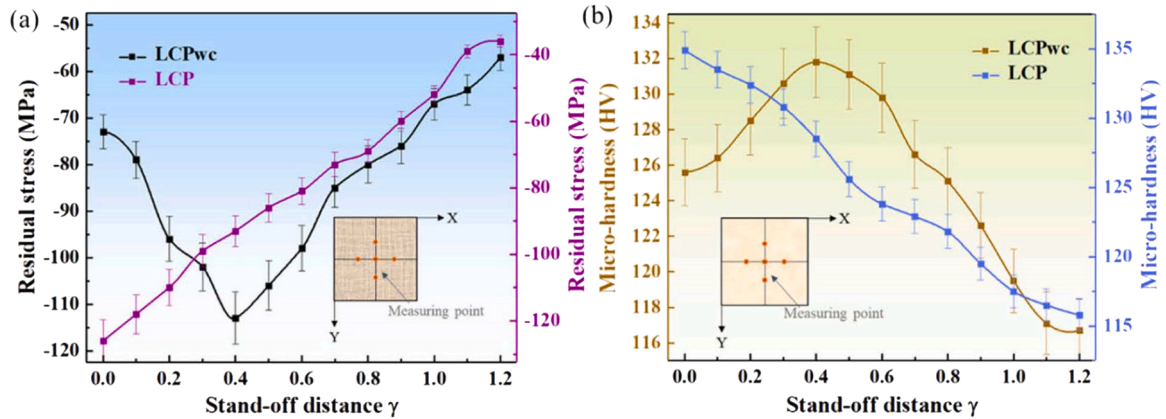 (a)
-50
-60
-70
-80
-90
-100
-110
-120
Residual stress (MPa)
LCPwc
LCP
X
Y
Measuring point
-40
-60
-80
-100
-120
Residual stress (MPa)
0.0 0.2 0.4 0.6 0.8 1.0 1.2
Stand-off distance γ
(b)
134
132
130
128
126
124
122
120
118
116
Micro-hardness (HV)
LCPwc
LCP
X
Y
Measuring point
135
130
125
120
115
Micro-hardness (HV)
0.0 0.2 0.4 0.6 0.8 1.0 1.2
Stand-off distance γ